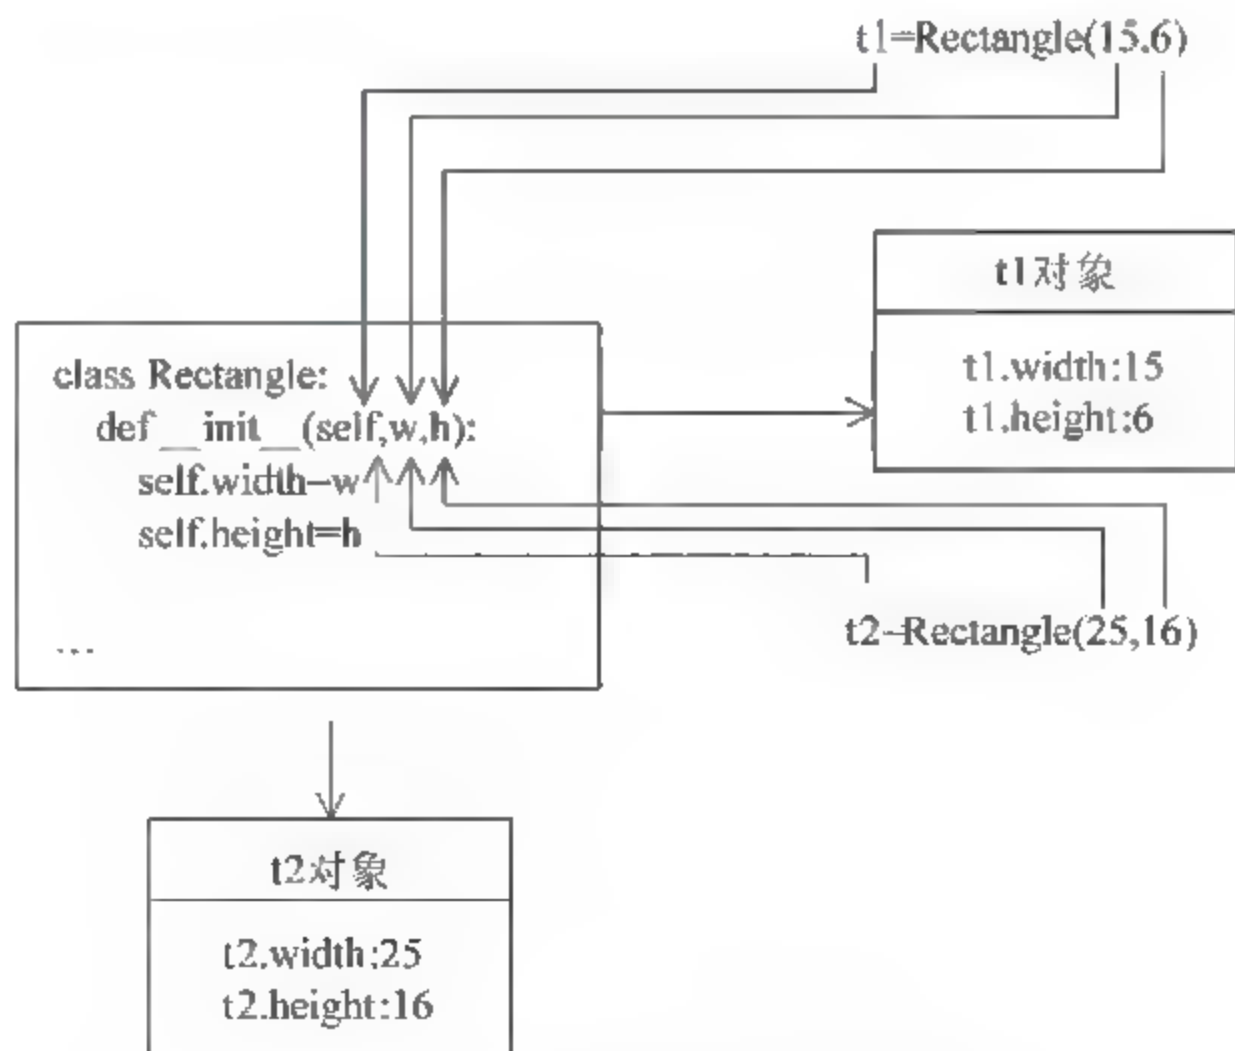 t1=Rectangle(15.6)
t1对象
t1.width:15
t1.height:6
class Rectangle:
def __init__(self,w,h):
self.width–w
self.height=h
...
t2–Rectangle(25,16)
t2对象
t2.width:25
t2.height:16